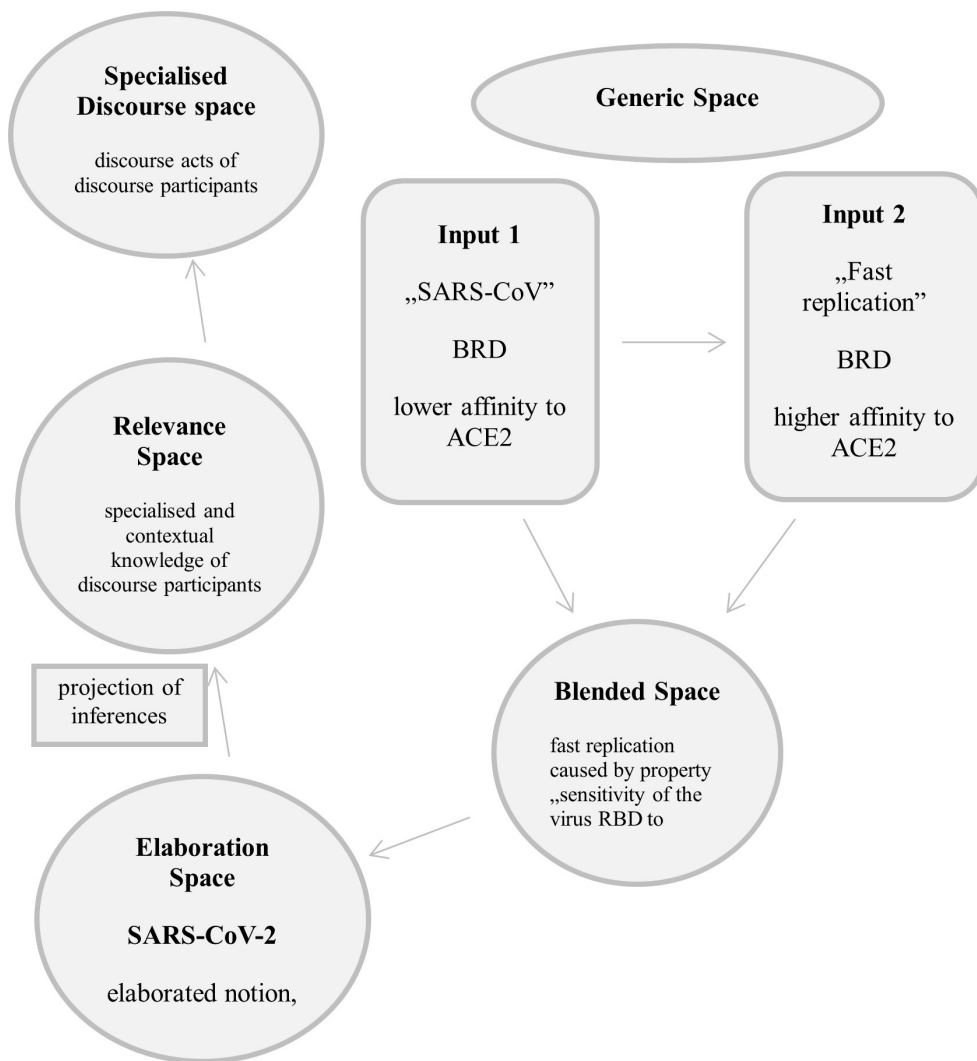 Specialised
Discourse space
discourse acts of
discourse participants
Generic Space
Input 1
„SARS-CoV”
BRD
lower affinity to
ACE2
Input 2
„Fast
replication”
BRD
higher affinity to
ACE2
Relevance
Space
specialised and
contextual
knowledge of
discourse participants
projection of
inferences
Blended Space
fast replication
caused by property
„sensitivity of the
virus RBD to
Elaboration
Space
SARS-CoV-2
elaborated notion,